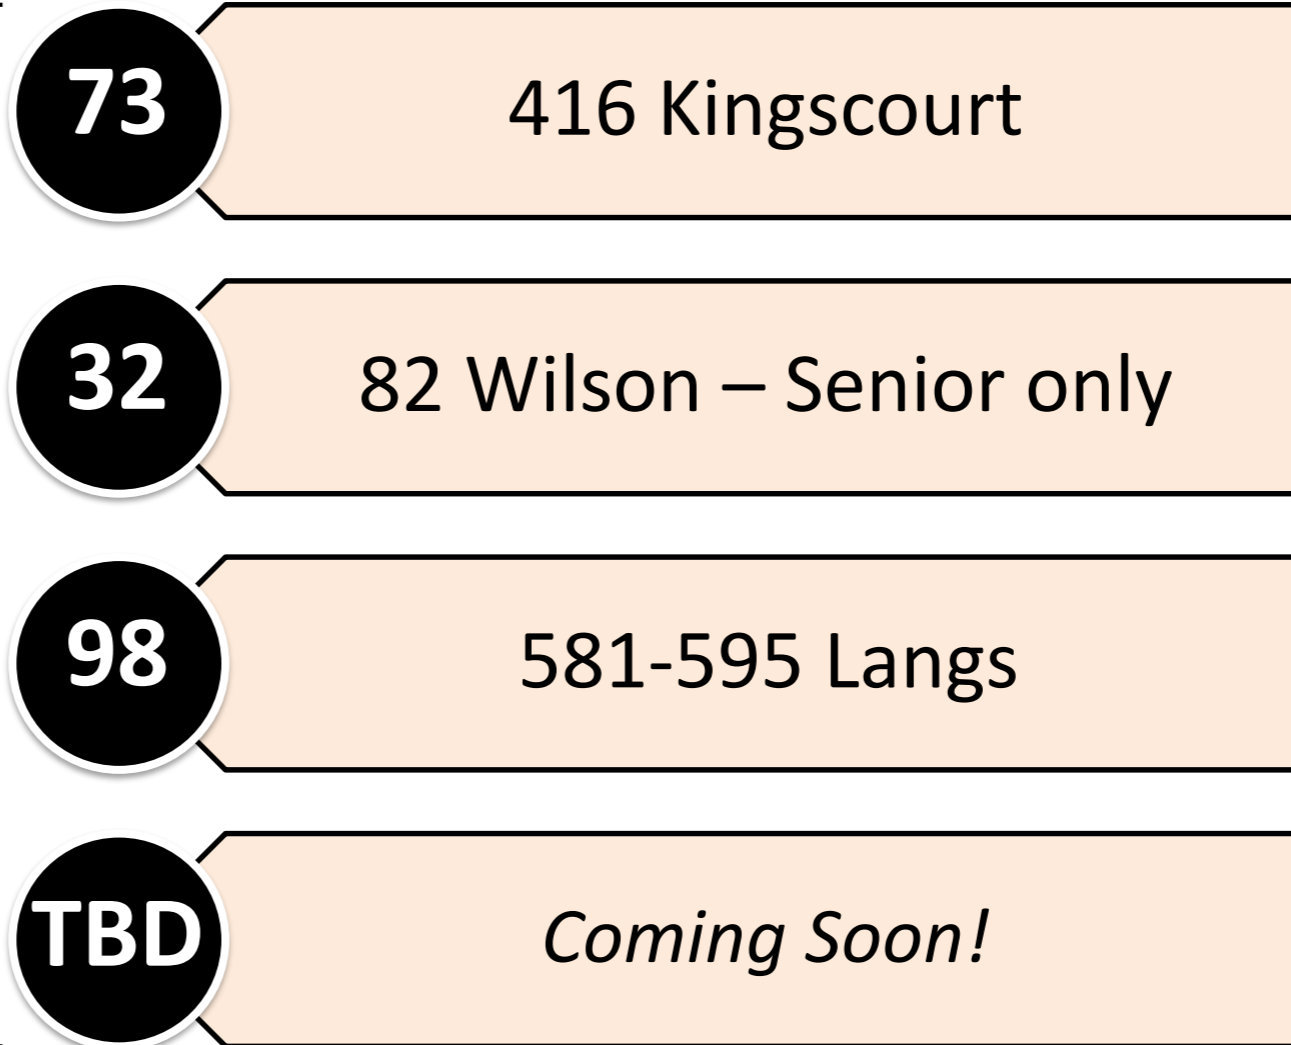 73
416 Kingscourt
32
82 Wilson – Senior only
98
581-595 Langs
TBD
Coming Soon!